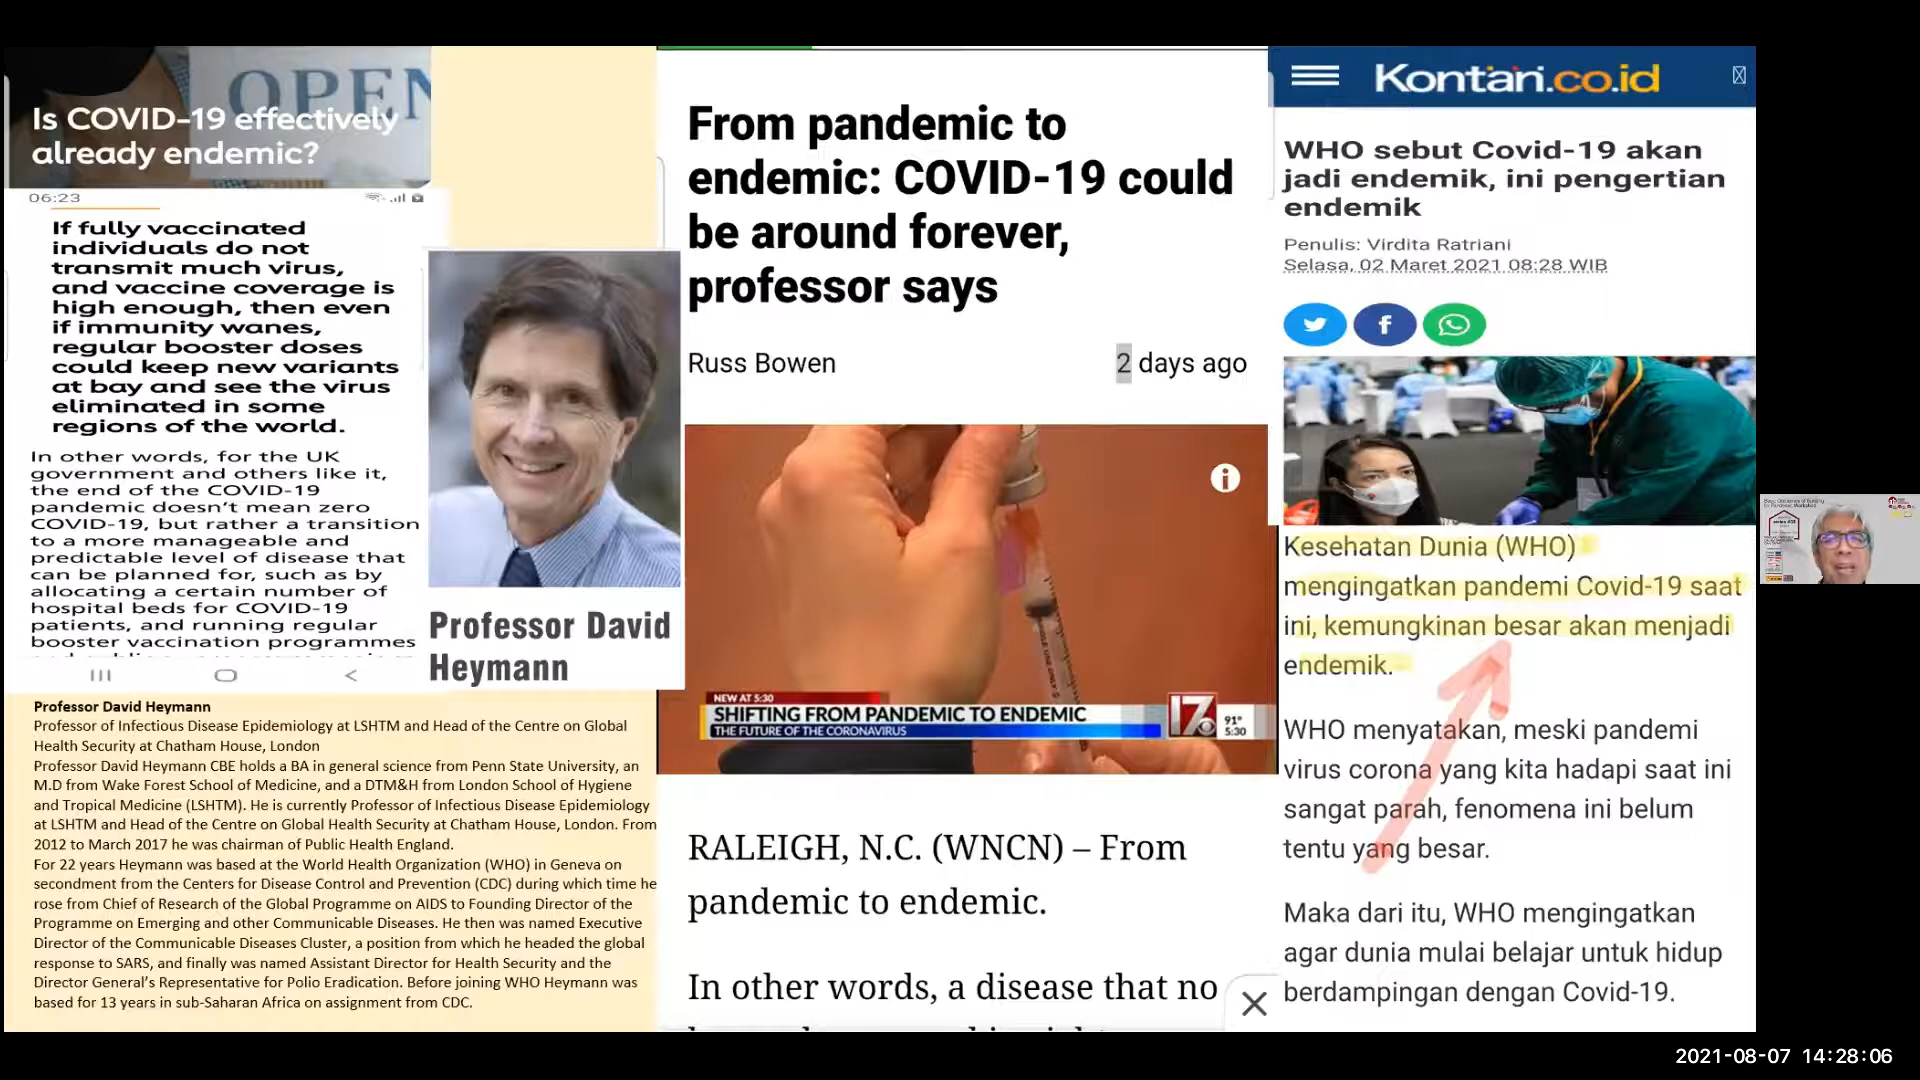 OPEN
Is COVID-19 effectively
already endemic?
06:23
If fully vaccinated
individuals do not
transmit much virus,
and vaccine coverage is
high enough, then even
if immunity wanes,
regular booster doses
could keep new variants
at bay and see the virus
eliminated in some
regions of the world.
In other words, for the UK
government and others like it,
the end of the COVID-19
pandemic doesn't mean zero
COVID-19, but rather a transition
to a more manageable and
predictable level of disease that
can be planned for, such as by
allocating a certain number of
hospital beds for COVID-19
patients, and running regular
booster vaccination programmes
Professor David
Heymann
Professor David Heymann
Professor of Infectious Disease Epidemiology at LSHTM and Head of the Centre on Global
Health Security at Chatham House, London
Professor David Heymann CBE holds a BA in general science from Penn State University, an
M.D from Wake Forest School of Medicine, and a DTM&H from London School of Hygiene
and Tropical Medicine (LSHTM). He is currently Professor of Infectious Disease Epidemiology
at LSHTM and Head of the Centre on Global Health Security at Chatham House, London. From
2012 to March 2017 he was chairman of Public Health England.
For 22 years Heymann was based at the World Health Organization (WHO) in Geneva on
secondment from the Centers for Disease Control and Prevention (CDC) during which time he
rose from Chief of Research of the Global Programme on AIDS to Founding Director of the
Programme on Emerging and other Communicable Diseases. He then was named Executive
Director of the Communicable Diseases Cluster, a position from which he headed the global
response to SARS, and finally was named Assistant Director for Health Security and the
Director General's Representative for Polio Eradication. Before joining WHO Heymann was
based for 13 years in sub-Saharan Africa on assignment from CDC.
From pandemic to
endemic: COVID-19 could
be around forever,
professor says
Russ Bowen 2 days ago
NEW AT 5:30
SHIFTING FROM PANDEMIC TO ENDEMIC
THE FUTURE OF THE CORONAVIRUS
17
91°
5:30
RALEIGH, N.C. (WNCN) – From
pandemic to endemic.
In other words, a disease that no
Kontan.co.id
WHO sebut Covid-19 akan
jadi endemik, ini pengertian
endemik
Penulis: Virdita Ratriani
Selasa, 02 Maret 2021 08:28 WIB
Kesehatan Dunia (WHO)
mengingatkan pandemi Covid-19 saat
ini, kemungkinan besar akan menjadi
endemik.
WHO menyatakan, meski pandemi
virus corona yang kita hadapi saat ini
sangat parah, fenomena ini belum
tentu yang besar.
Maka dari itu, WHO mengingatkan
agar dunia mulai belajar untuk hidup
berdampingan dengan Covid-19.
2021-08-07 14:28:06